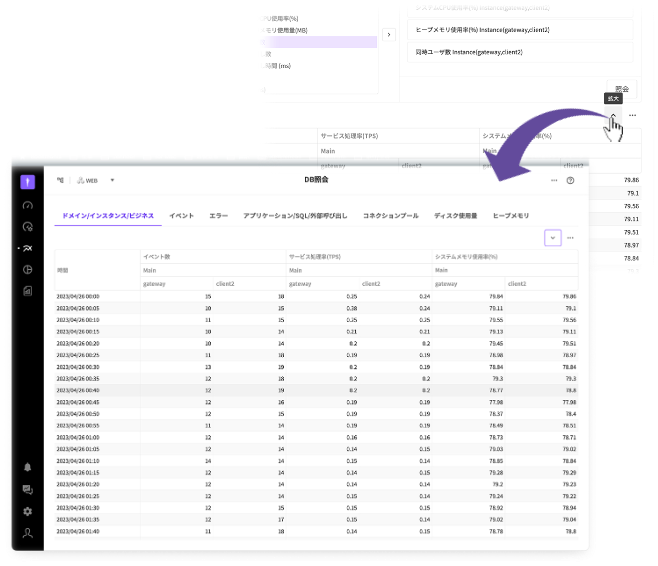 システムCPU使用率(%) Instance(gateway,client2)
使用率(%)
モリ使用量(MB)
ヒープメモリ使用率(%) Instance(gateway,client2)
数
同時ユーザ数 Instance(gateway,client2)
時間 (ms)
照会
拡大
サービス処理率(TPS) システムメモリ使用率(%)
Main Main
gateway client2 gateway client2
79.86
79.1
79.56
79.11
79.51
78.97
78.84
WEB DB照会
ドメイン/インスタンス/ビジネス イベント エラー アプリケーション/SQL/外部呼び出し コネクションプール ディスク使用量 ヒープメモリ
時間 イベント数 サービス処理率(TPS) システムメモリ使用率(%)
Main Main Main
gateway client2 gateway client2 gateway client2
2023/04/26 00:00 15 18 0.25 0.24 79.84 79.86
2023/04/26 00:05 10 15 0.38 0.24 79.11 79.1
2023/04/26 00:10 11 15 0.25 0.25 79.55 79.56
2023/04/26 00:15 10 14 0.21 0.21 79.13 79.11
2023/04/26 00:20 10 14 0.2 0.2 79.45 79.51
2023/04/26 00:25 11 18 0.19 0.19 78.98 78.97
2023/04/26 00:30 13 19 0.2 0.19 78.84 78.84
2023/04/26 00:35 12 18 0.2 0.2 79.3 79.3
2023/04/26 00:40 12 19 0.2 0.2 78.77 78.8
2023/04/26 00:45 12 16 0.19 0.19 77.98 77.98
2023/04/26 00:50 12 15 0.19 0.19 78.37 78.4
2023/04/26 00:55 11 14 0.19 0.19 78.49 78.51
2023/04/26 01:00 12 14 0.16 0.16 78.73 78.71
2023/04/26 01:05 12 14 0.14 0.15 79.03 79.02
2023/04/26 01:10 14 14 0.15 0.14 78.85 78.84
2023/04/26 01:15 12 14 0.14 0.15 79.28 79.29
2023/04/26 01:20 12 14 0.14 0.14 79.2 79.23
2023/04/26 01:25 12 14 0.15 0.14 79.24 79.22
2023/04/26 01:30 12 15 0.14 0.15 78.92 78.94
2023/04/26 01:35 12 17 0.15 0.15 79.02 79.04
2023/04/26 01:40 11 18 0.14 0.15 78.78 78.8